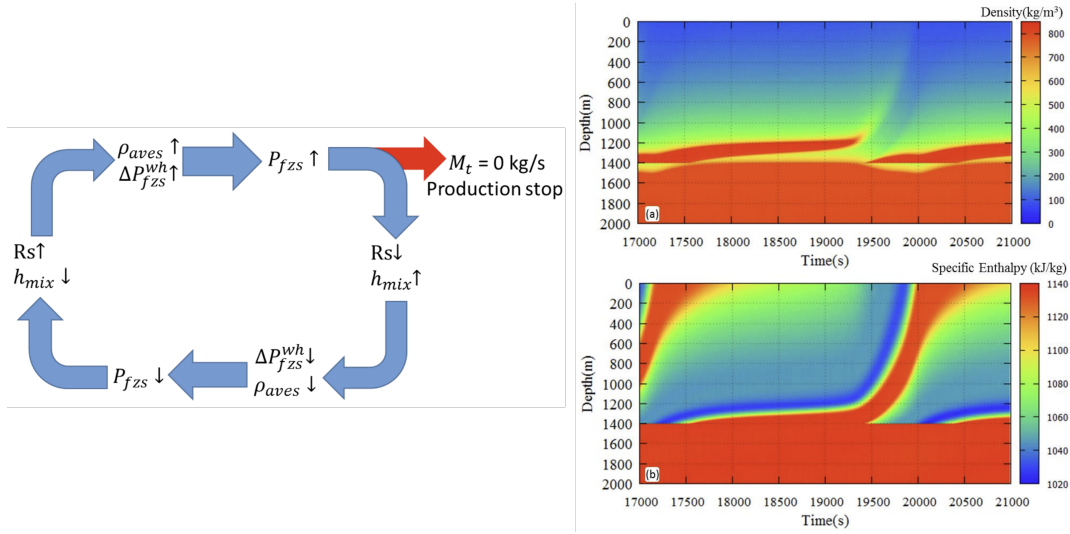 ρ_aves ↑
ΔP_fzs^wh ↑
P_fzs ↑
M_t = 0 kg/s
Production stop
Rs↑
h_mix ↓
Rs↓
h_mix ↑
P_fzs ↓
ΔP_fzs^wh ↓
ρ_aves ↓
Density(kg/m³)
0
200
400
600
800
1000
1200
1400
1600
1800
2000
Depth(m)
(a)
17000 17500 18000 18500 19000 19500 20000 20500 21000
Time(s)
800
700
600
500
400
300
200
100
0
Specific Enthalpy (kJ/kg)
0
200
400
600
800
1000
1200
1400
1600
1800
2000
Depth(m)
(b)
17000 17500 18000 18500 19000 19500 20000 20500 21000
Time(s)
1140
1120
1100
1080
1060
1040
1020